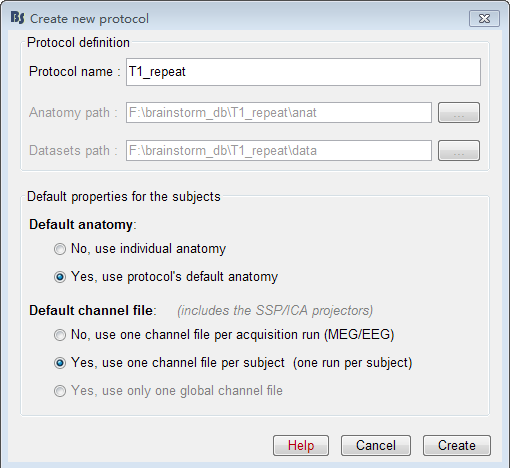 BS Create new protocol
Protocol definition
Protocol name : T1_repeat
Anatomy path : F:\brainstorm_db\T1_repeat\anat ...
Datasets path : F:\brainstorm_db\T1_repeat\data ...
Default properties for the subjects
Default anatomy:
No, use individual anatomy
Yes, use protocol's default anatomy
Default channel file: (includes the SSP/ICA projectors)
No, use one channel file per acquisition run (MEG/EEG)
Yes, use one channel file per subject (one run per subject)
Yes, use only one global channel file
Help Cancel Create